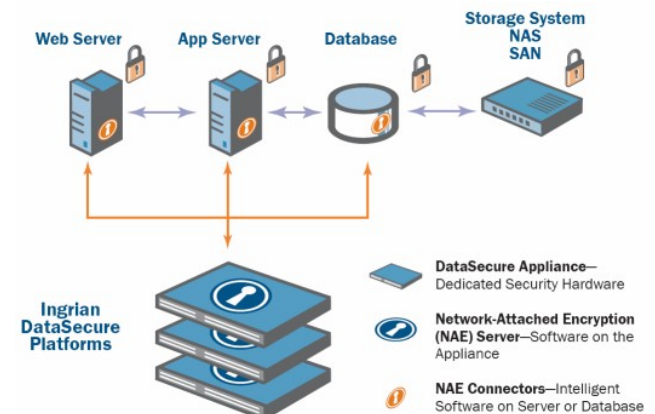 Web Server
App Server
Database
Storage System
NAS
SAN
Ingrian
DataSecure
Platforms
DataSecure Appliance—
Dedicated Security Hardware
Network-Attached Encryption
(NAE) Server—Software on the
Appliance
NAE Connectors—Intelligent
Software on Server or Database